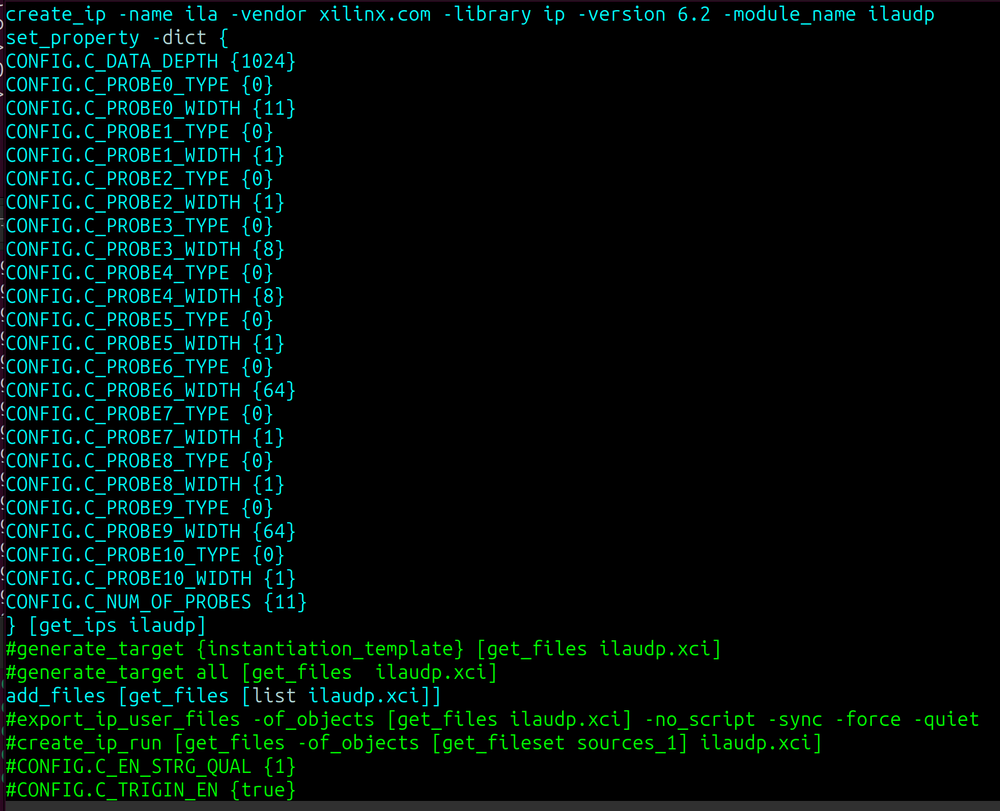 create_ip -name ila -vendor xilinx.com -library ip -version 6.2 -module_name ilaudp
set_property -dict {
CONFIG.C_DATA_DEPTH {1024}
CONFIG.C_PROBE0_TYPE {0}
CONFIG.C_PROBE0_WIDTH {11}
CONFIG.C_PROBE1_TYPE {0}
CONFIG.C_PROBE1_WIDTH {1}
CONFIG.C_PROBE2_TYPE {0}
CONFIG.C_PROBE2_WIDTH {1}
CONFIG.C_PROBE3_TYPE {0}
CONFIG.C_PROBE3_WIDTH {8}
CONFIG.C_PROBE4_TYPE {0}
CONFIG.C_PROBE4_WIDTH {8}
CONFIG.C_PROBE5_TYPE {0}
CONFIG.C_PROBE5_WIDTH {1}
CONFIG.C_PROBE6_TYPE {0}
CONFIG.C_PROBE6_WIDTH {64}
CONFIG.C_PROBE7_TYPE {0}
CONFIG.C_PROBE7_WIDTH {1}
CONFIG.C_PROBE8_TYPE {0}
CONFIG.C_PROBE8_WIDTH {1}
CONFIG.C_PROBE9_TYPE {0}
CONFIG.C_PROBE9_WIDTH {64}
CONFIG.C_PROBE10_TYPE {0}
CONFIG.C_PROBE10_WIDTH {1}
CONFIG.C_NUM_OF_PROBES {11}
} [get_ips ilaudp]
#generate_target {instantiation_template} [get_files ilaudp.xci]
#generate_target all [get_files  ilaudp.xci]
add_files [get_files [list ilaudp.xci]]
#export_ip_user_files -of_objects [get_files ilaudp.xci] -no_script -sync -force -quiet
#create_ip_run [get_files -of_objects [get_fileset sources_1] ilaudp.xci]
#CONFIG.C_EN_STRG_QUAL {1}
#CONFIG.C_TRIGIN_EN {true}